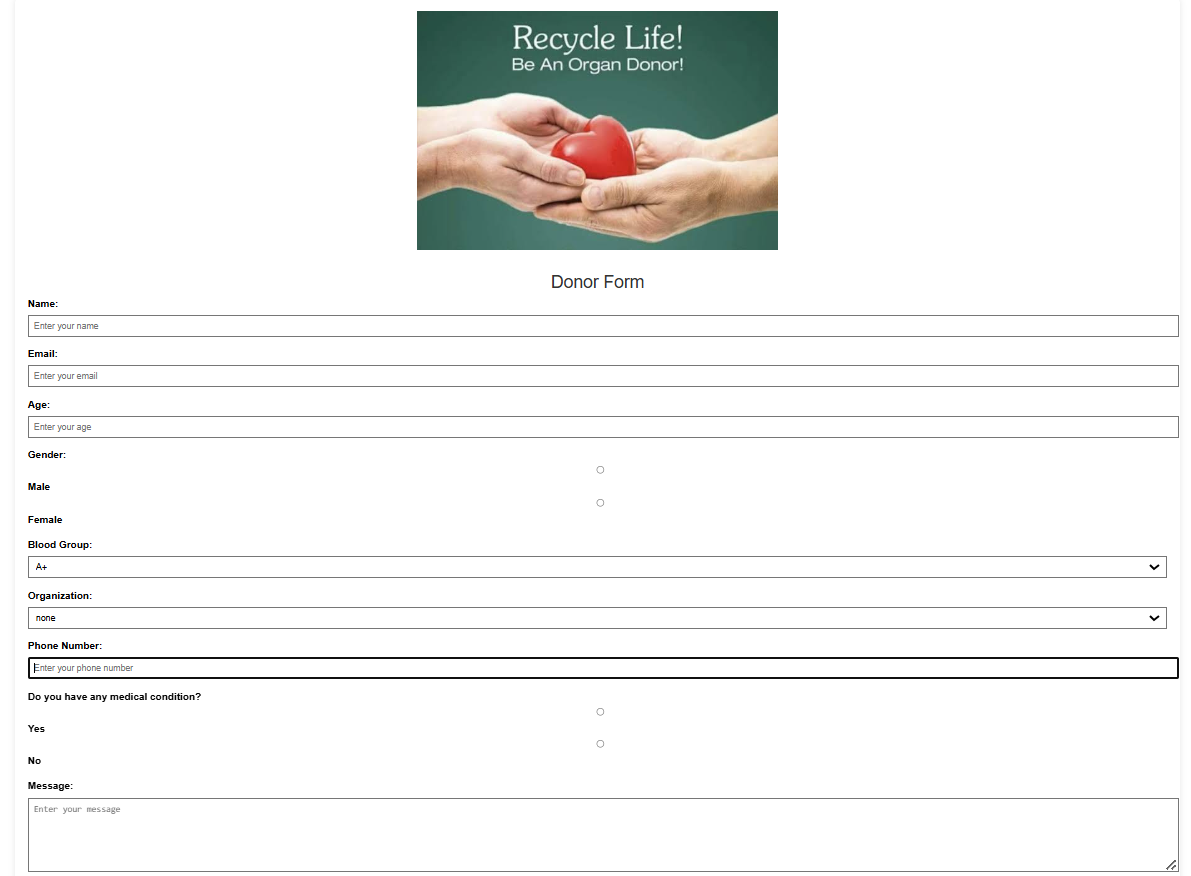 Recycle Life!
Be An Organ Donor!
Donor Form
Name:
Enter your name
Email:
Enter your email
Age:
Enter your age
Gender:
Male
Female
Blood Group:
A+
Organization:
none
Phone Number:
Enter your phone number
Do you have any medical condition?
Yes
No
Message:
Enter your message